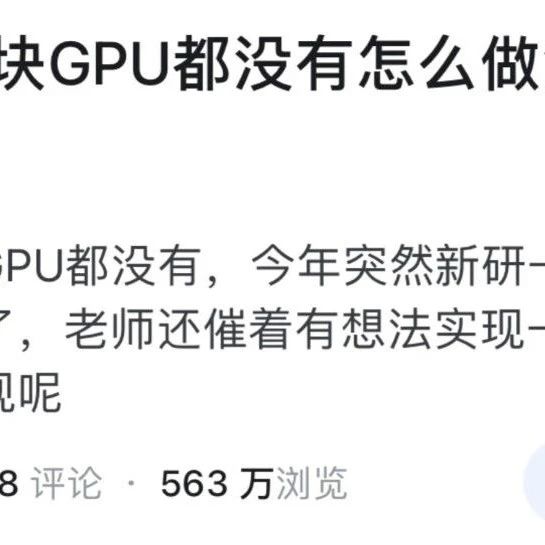 块GPU都没有怎么做
GPU都没有，今年突然新研一
了，老师还催着有想法实现一
现呢
8 评论 · 563 万浏览